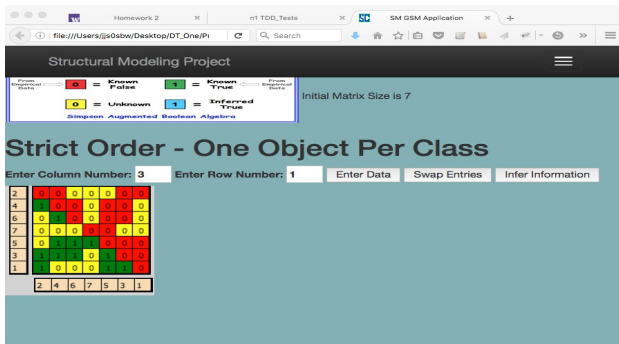 w
Homework 2
n1 TDD_Tests
SM GSM Application
file:///Users/jjs0sbw/Desktop/DT_One/Pi
Search
Structural Modeling Project
From Empirical Data
0 = Known False
1 = Known True
From Empirical Data
0 = Unknown
1 = Inferred True
Simpson Augmented Boolean Algebra
Initial Matrix Size is 7
Strict Order - One Object Per Class
Enter Column Number: 3 Enter Row Number: 1 Enter Data Swap Entries Infer Information
2 0 0 0 0 0 0 0
4 1 0 0 0 0 0 0
6 0 1 0 0 0 0 0
7 0 0 0 0 0 0 0
5 0 1 1 1 0 0 0
3 1 1 1 0 1 0 0
1 1 0 0 0 1 1 0
2 4 6 7 5 3 1